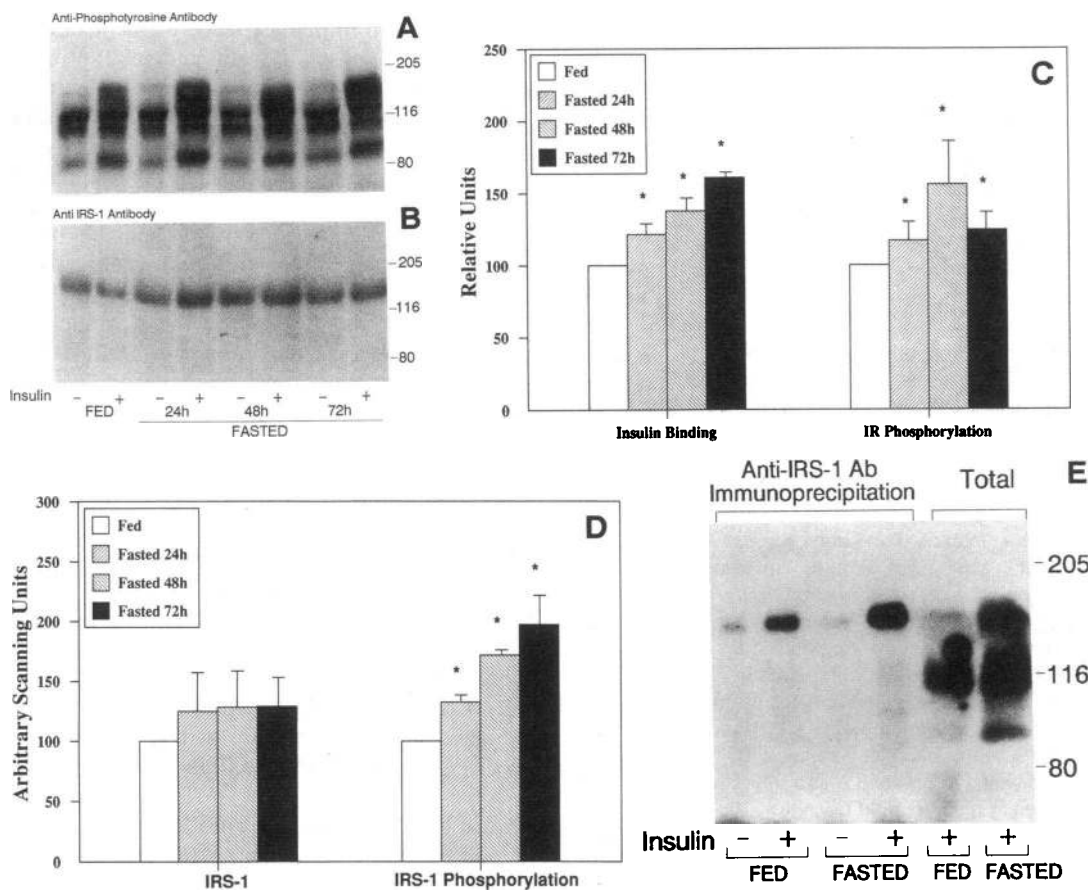 Anti-Phosphotyrosine Antibody
A
-205
-116
-80
Anti IRS-1 Antibody
B
-205
-116
-80
Insulin - + - + - + - +
FED 24h 48h 72h
FASTED
C
Relative Units
250
200
150
100
50
0
Fed
Fasted 24h
Fasted 48h
Fasted 72h
* * * * * *
Insulin Binding IR Phosphorylation
D
Arbitrary Scanning Units
300
250
200
150
100
50
0
Fed
Fasted 24h
Fasted 48h
Fasted 72h
* * *
IRS-1 IRS-1 Phosphorylation
E
Anti-IRS-1 Ab
Immunoprecipitation
Total
205
116
80
Insulin - + - + + +
FED FASTED FED FASTED